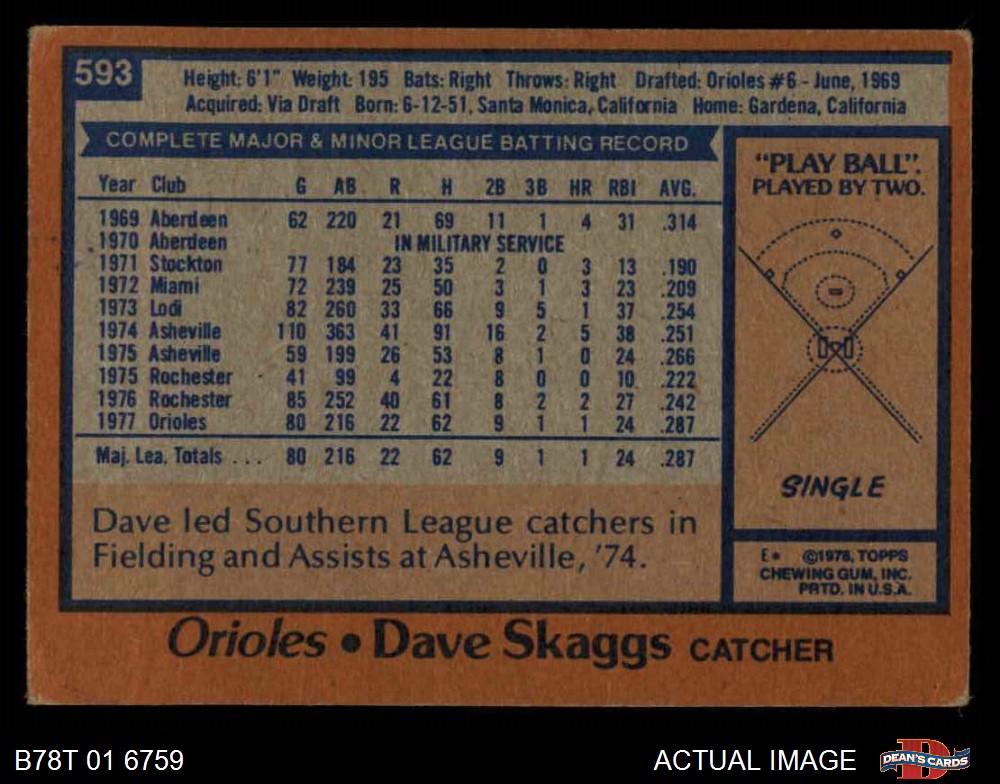 593
Height: 6'1" Weight: 195 Bats: Right Throws: Right Drafted: Orioles #6 - June, 1969
Acquired: Via Draft Born: 6-12-51, Santa Monica, California Home: Gardena, California
COMPLETE MAJOR & MINOR LEAGUE BATTING RECORD
Year Club G AB R H 2B 3B HR RBI AVG.
1969 Aberdeen 62 220 21 69 11 1 4 31 .314
1970 Aberdeen IN MILITARY SERVICE
1971 Stockton 77 184 23 35 2 0 3 13 .190
1972 Miami 72 239 25 50 3 1 3 23 .209
1973 Lodi 82 260 33 66 9 5 1 37 .254
1974 Asheville 110 363 41 91 16 2 5 38 .251
1975 Asheville 59 199 26 53 8 1 0 24 .266
1975 Rochester 41 99 4 22 8 0 0 10 .222
1976 Rochester 85 252 40 61 8 2 2 27 .242
1977 Orioles 80 216 22 62 9 1 1 24 .287
Maj. Lea. Totals ... 80 216 22 62 9 1 1 24 .287
Dave led Southern League catchers in
Fielding and Assists at Asheville, '74.
"PLAY BALL".
PLAYED BY TWO.
SINGLE
E* ©1978, TOPPS
CHEWING GUM, INC.
PRTD. IN U.S.A.
Orioles • Dave Skaggs CATCHER
B78T 01 6759
ACTUAL IMAGE
D
DEAN'S CARDS